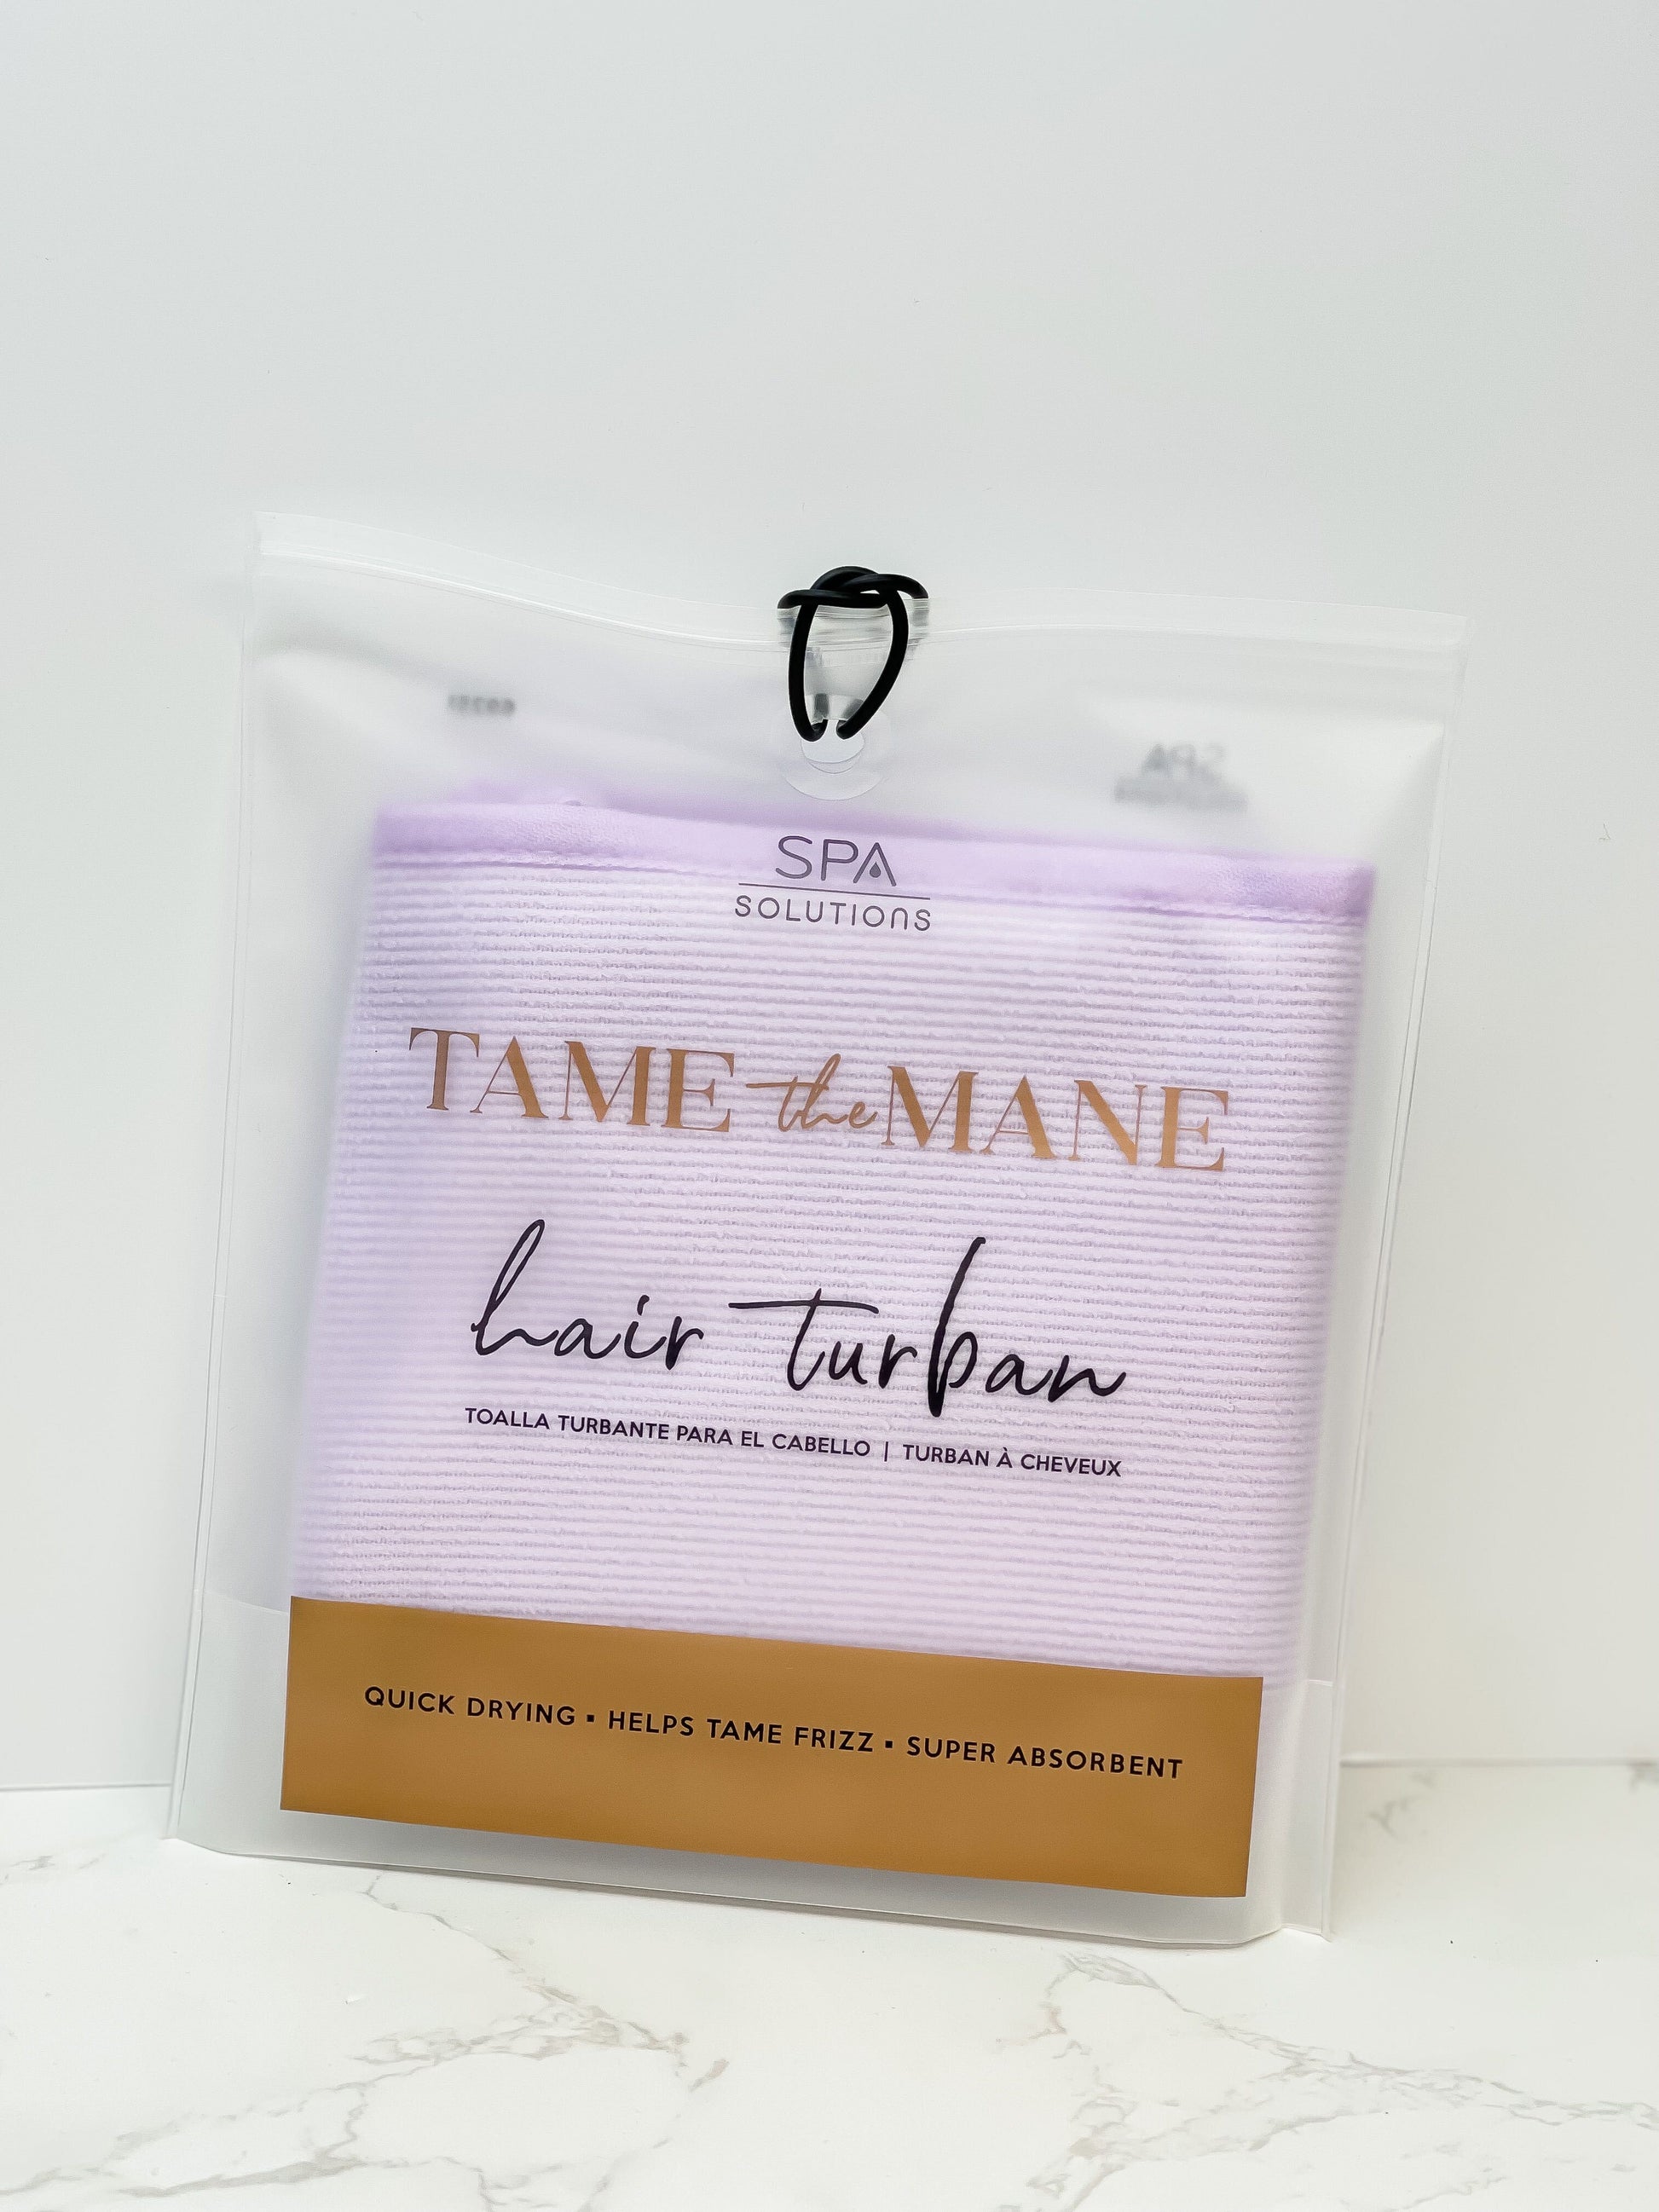 SPA
SOLUTIONS
TAME the MANE
hair turban
TOALLA TURBANTE PARA EL CABELLO | TURBAN À CHEVEUX
QUICK DRYING ▪ HELPS TAME FRIZZ ▪ SUPER ABSORBENT